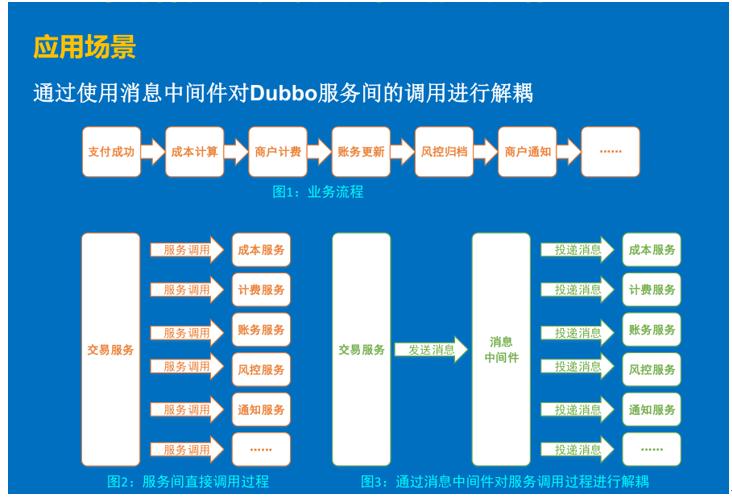 应用场景
通过使用消息中间件对Dubbo服务间的调用进行解耦
支付成功
成本计算
商户计费
账务更新
风控归档
商户通知
······
图1：业务流程
交易服务
服务调用
成本服务
服务调用
计费服务
服务调用
账务服务
服务调用
风控服务
服务调用
通知服务
服务调用
······
图2：服务间直接调用过程
交易服务
发送消息
消息
中间件
投递消息
成本服务
投递消息
计费服务
投递消息
账务服务
投递消息
风控服务
投递消息
通知服务
投递消息
······
图3：通过消息中间件对服务调用过程进行解耦